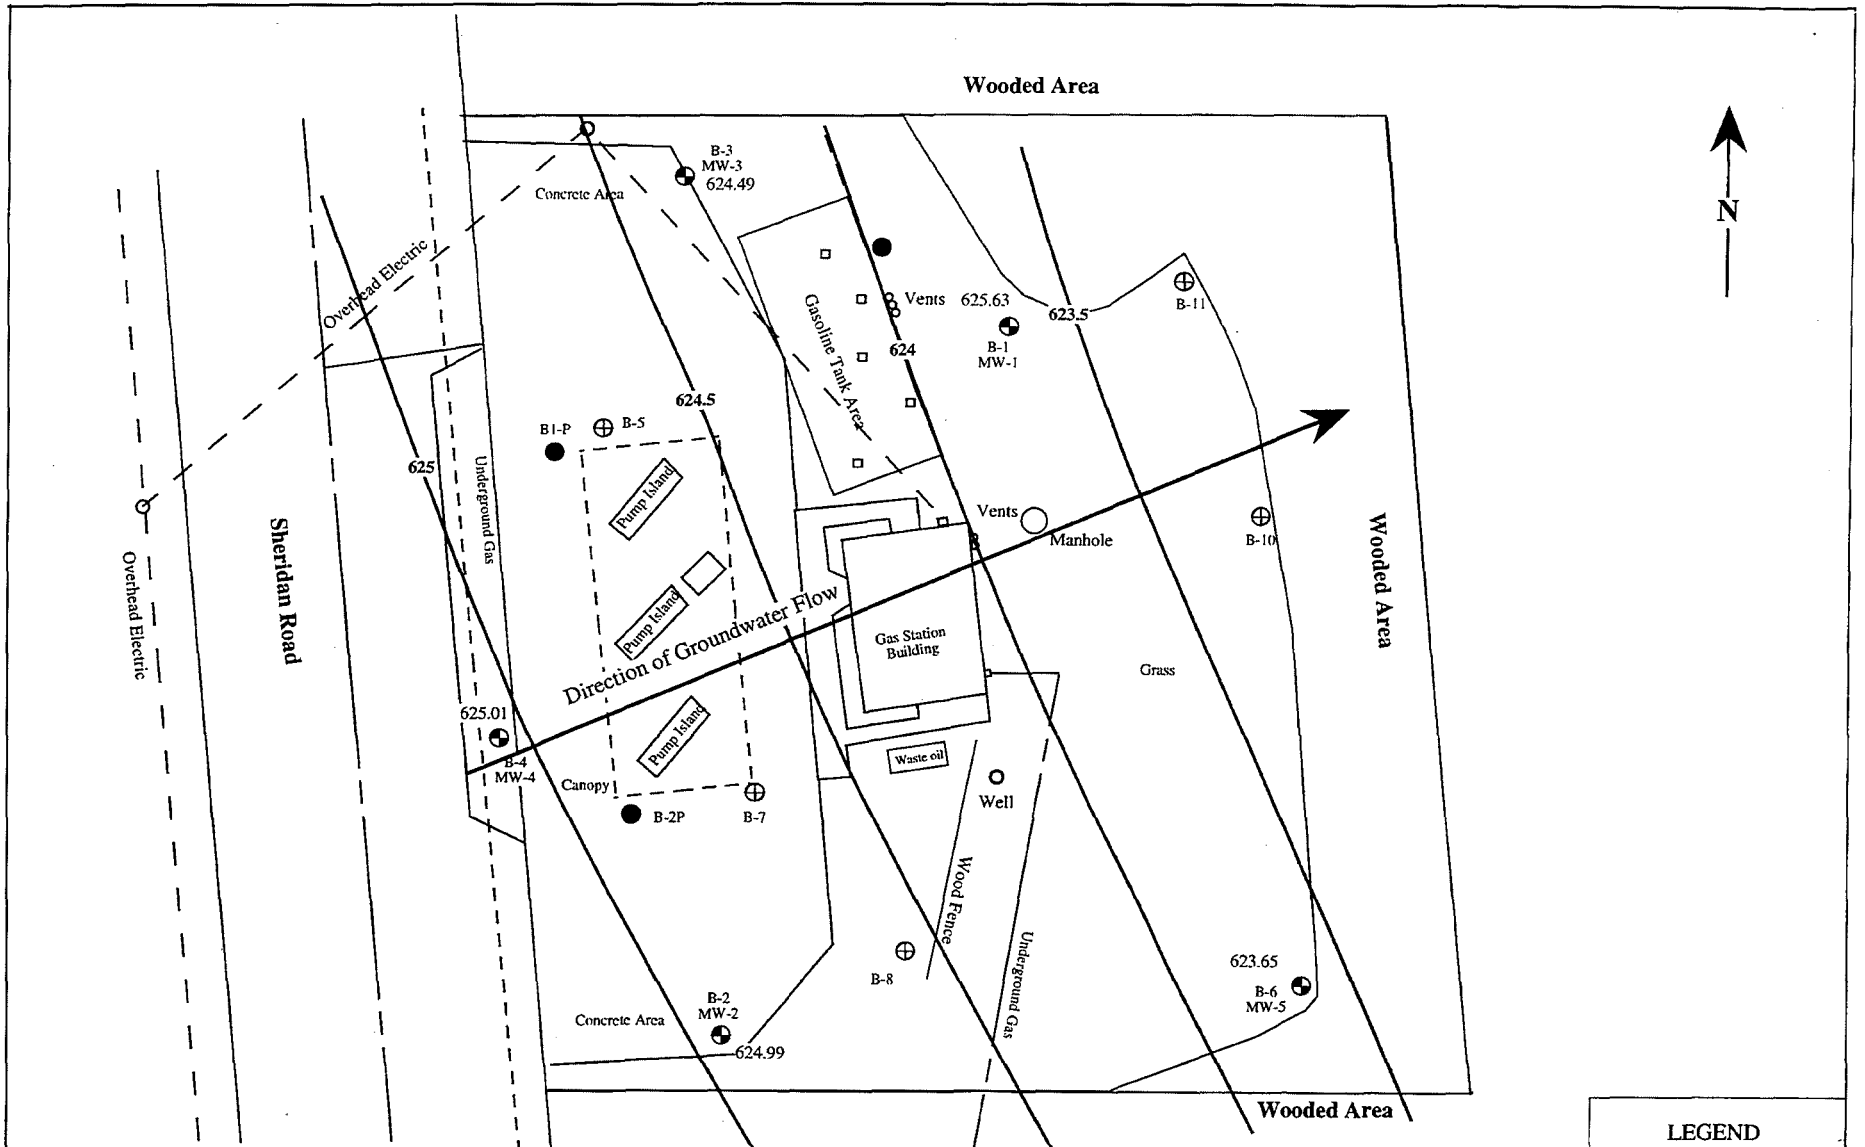 Wooded Area
N
B-3
MW-3
624.49
Concrete Area
Overhead Electric
B-11
Vents
625.63
623.5
Gasoline Tank Area
624
B-1
MW-1
624.5
B1-P
B-5
625
Underground Gas
Pump Island
Sheridan Road
Vents
Manhole
B-10
Wooded Area
Overhead Electric
Pump Island
Direction of Groundwater Flow
Gas Station
Building
Grass
625.01
B-4
MW-4
Pump Island
Waste oil
Canopy
Well
B-2P
B-7
Wood Fence
Underground Gas
B-8
623.65
B-6
MW-5
B-2
MW-2
Concrete Area
624.99
Wooded Area
LEGEND